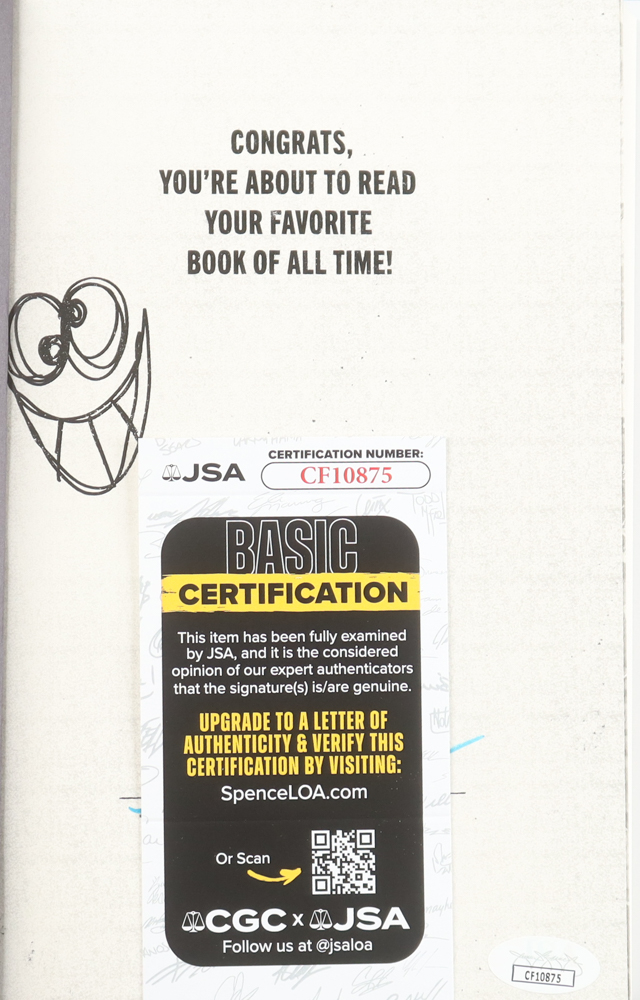 CONGRATS,
YOU'RE ABOUT TO READ
YOUR FAVORITE
BOOK OF ALL TIME!
JSA
CERTIFICATION NUMBER:
CF10875
BASIC
CERTIFICATION
This item has been fully examined
by JSA, and it is the considered
opinion of our expert authenticators
that the signature(s) is/are genuine.
UPGRADE TO A LETTER OF
AUTHENTICITY & VERIFY THIS
CERTIFICATION BY VISITING:
SpenceLOA.com
Or Scan
CGC x JSA
Follow us at @jsaloa
CF10875